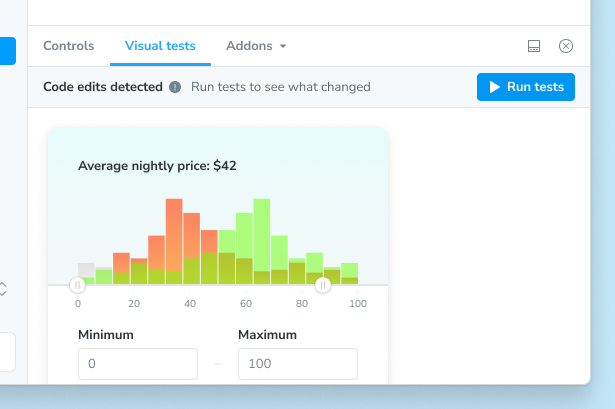 Controls Visual tests Addons
Code edits detected Run tests to see what changed Run tests
Average nightly price: $42
0 20 40 60 80 100
Minimum Maximum
0 – 100